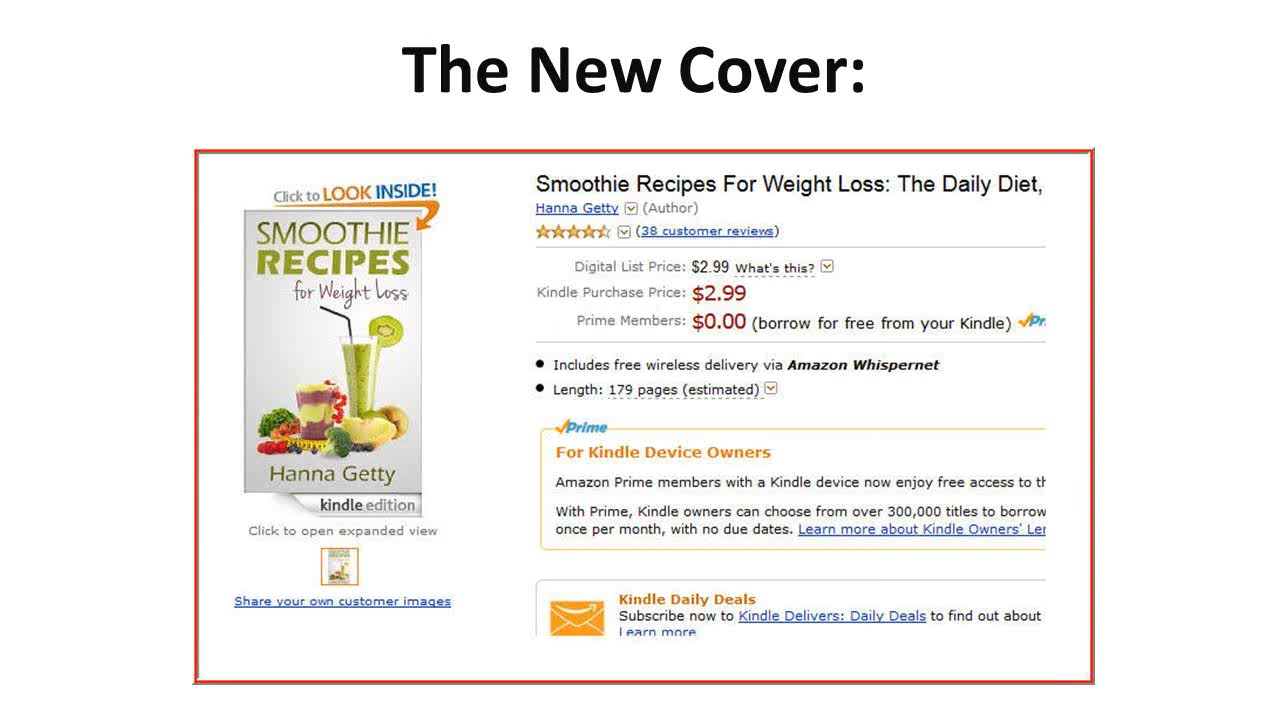 The New Cover:
Click to LOOK INSIDE!
SMOOTHIE
RECIPES
for Weight Loss
Hanna Getty
kindle edition
Click to open expanded view
Share your own customer images
Smoothie Recipes For Weight Loss: The Daily Diet,
Hanna Getty (Author)
(38 customer reviews)
Digital List Price: $2.99 What's this?
Kindle Purchase Price: $2.99
Prime Members: $0.00 (borrow for free from your Kindle) Pr
Includes free wireless delivery via Amazon Whispernet
Length: 179 pages (estimated)
Prime
For Kindle Device Owners
Amazon Prime members with a Kindle device now enjoy free access to th
With Prime, Kindle owners can choose from over 300,000 titles to borrow
once per month, with no due dates. Learn more about Kindle Owners' Ler
Kindle Daily Deals
Subscribe now to Kindle Delivers: Daily Deals to find out about
Learn more